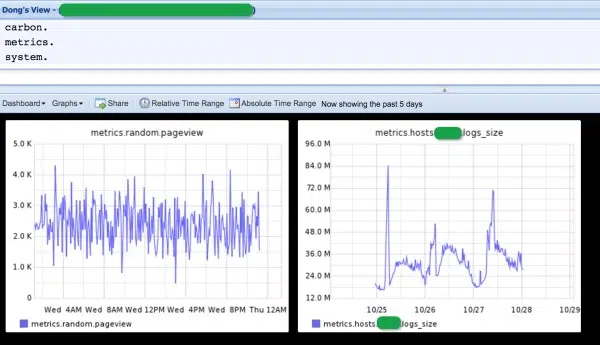 Dong's View - )
carbon.
metrics.
system.
Dashboard Graphs Share Relative Time Range Absolute Time Range Now showing the past 5 days
metrics.random.pageview
5.0 K
4.0 K
3.0 K
2.0 K
1.0 K
0
Wed 4AM Wed 8AM Wed 12PM Wed 4PM Wed 8PM Thu 12AM
metrics.random.pageview
metrics.hosts. .logs_size
96.0 M
84.0 M
72.0 M
60.0 M
48.0 M
36.0 M
24.0 M
12.0 M
10/25 10/26 10/27 10/28 10/29
metrics.hosts. .logs_size